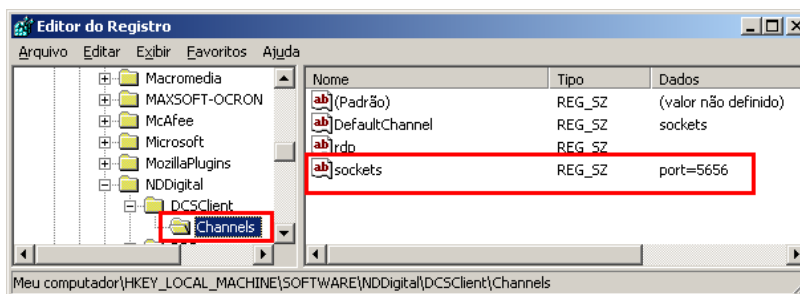 Editor do Registro
Arquivo Editar Exibir Favoritos Ajuda
Macromedia
MAXSOFT-OCRON
McAfee
Microsoft
MozillaPlugins
NDDigital
DCSClient
Channels
Nome Tipo Dados
(Padrão) REG_SZ (valor não definido)
DefaultChannel REG_SZ sockets
rdp REG_SZ
sockets REG_SZ port=5656
Meu computador\HKEY_LOCAL_MACHINE\SOFTWARE\NDDigital\DCSClient\Channels